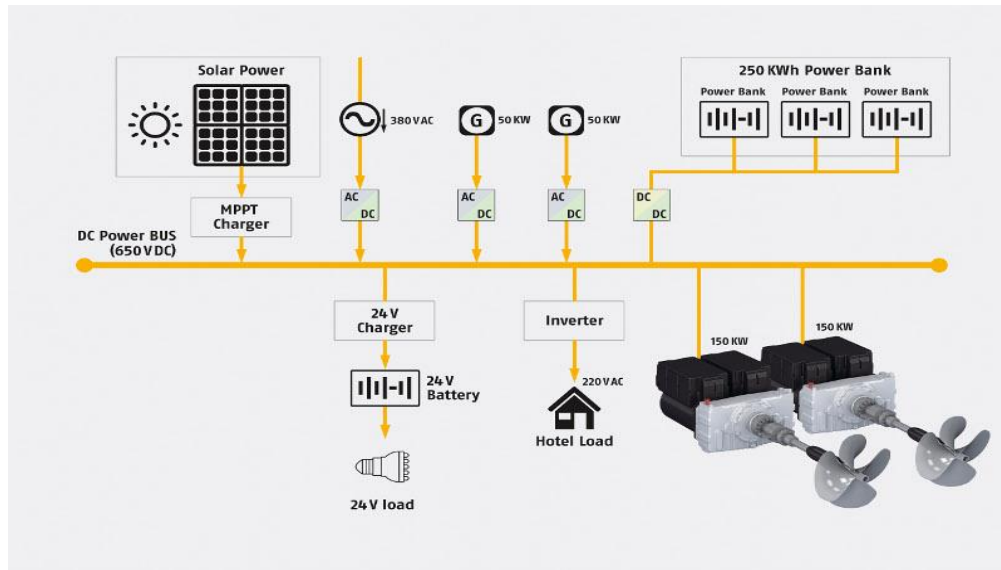 Solar Power
380 VAC
G
50 KW
G
50 KW
250 KWh Power Bank
Power Bank
Power Bank
Power Bank
MPPT
Charger
AC
DC
AC
DC
AC
DC
DC
DC
DC Power BUS
(650 V DC)
24 V
Charger
Inverter
150 KW
150 KW
24 V
Battery
220 VAC
Hotel Load
24 V load